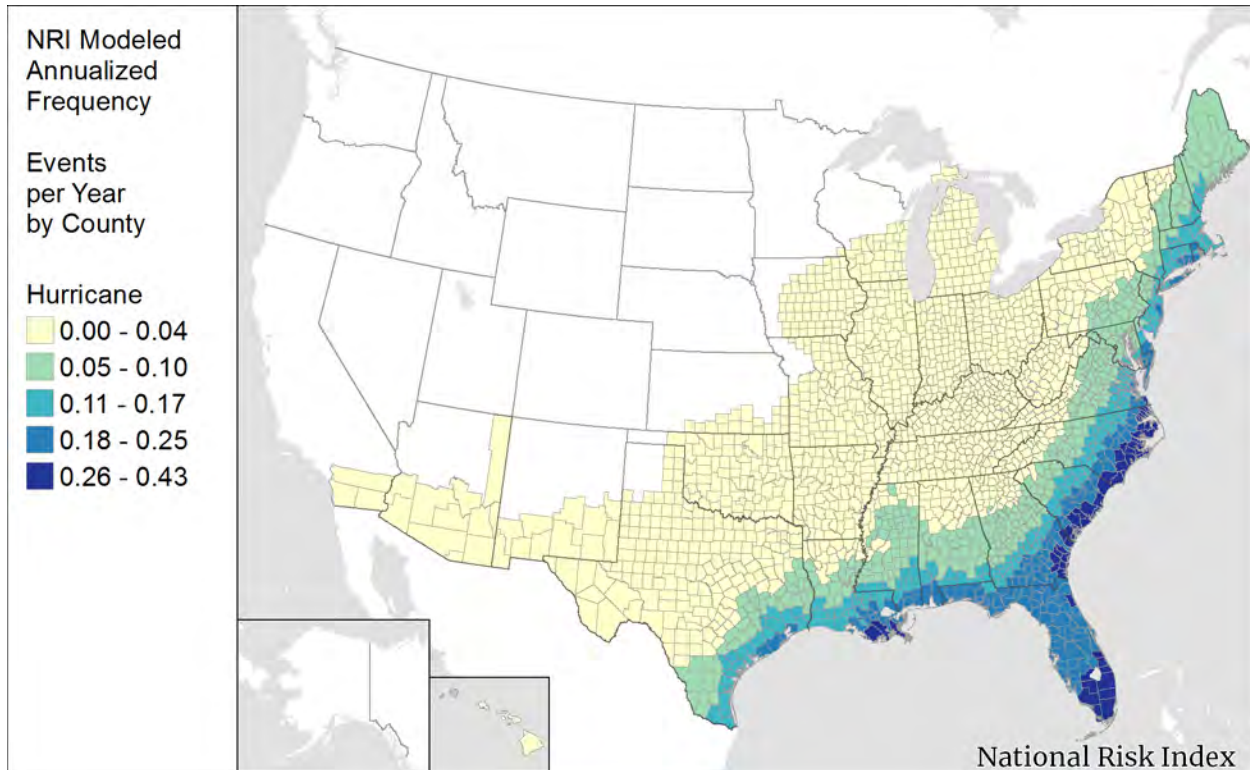 NRI Modeled
Annualized
Frequency
Events
per Year
by County
Hurricane
0.00 - 0.04
0.05 - 0.10
0.11 - 0.17
0.18 - 0.25
0.26 - 0.43
National Risk Index